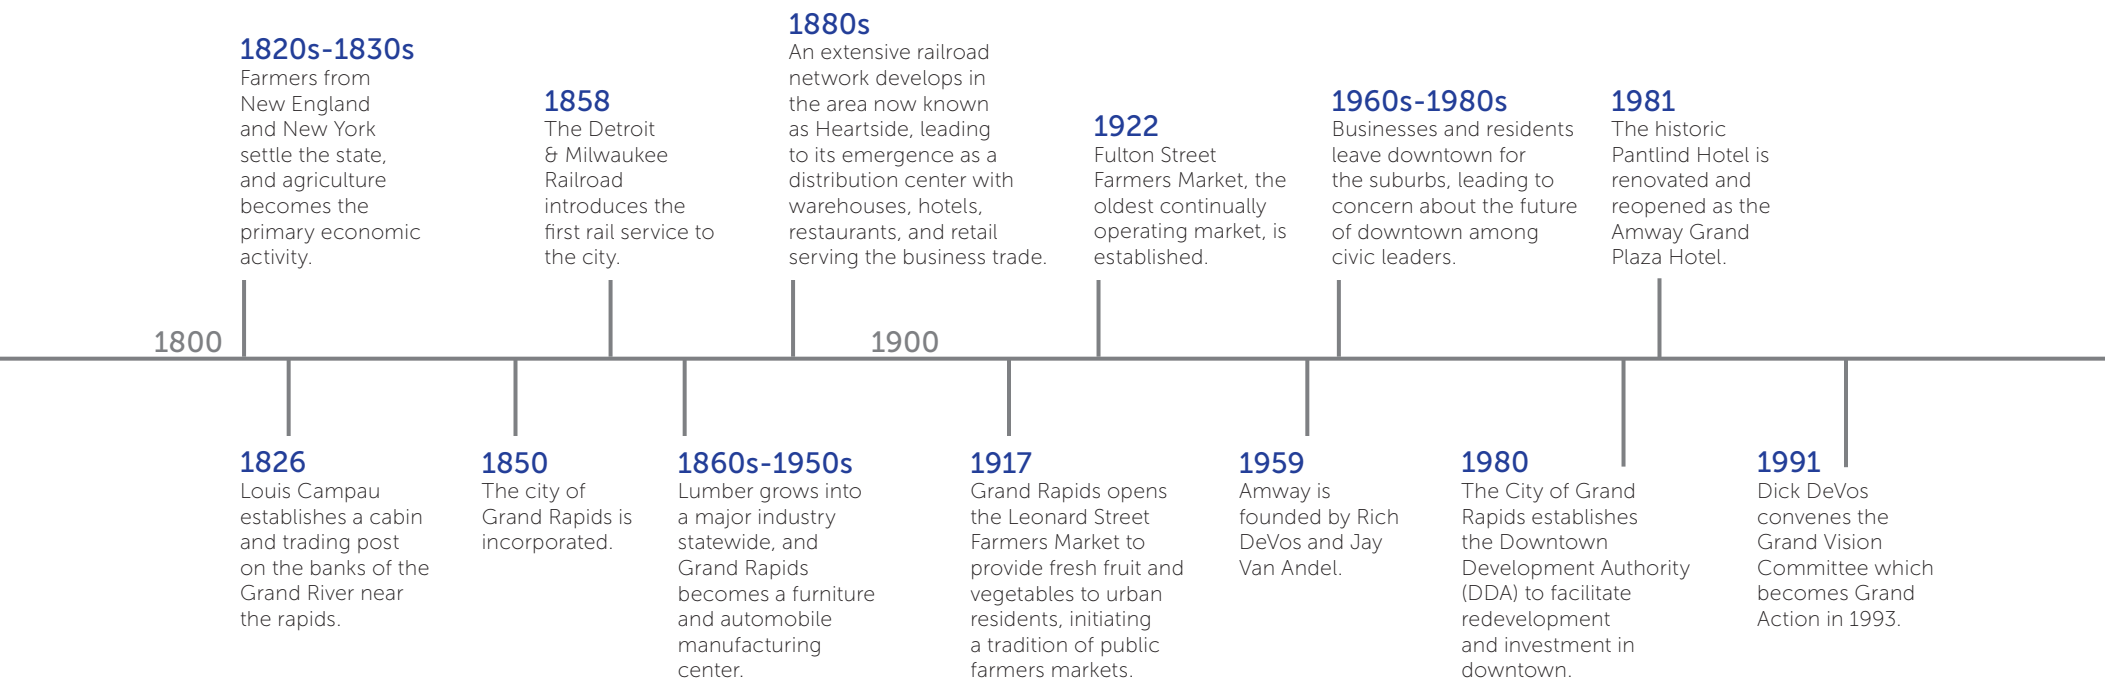 1820s-1830s
Farmers from
New England
and New York
settle the state,
and agriculture
becomes the
primary economic
activity.
1858
The Detroit
& Milwaukee
Railroad
introduces the
first rail service to
the city.
1880s
An extensive railroad
network develops in
the area now known
as Heartside, leading
to its emergence as a
distribution center with
warehouses, hotels,
restaurants, and retail
serving the business trade.
1922
Fulton Street
Farmers Market, the
oldest continually
operating market, is
established.
1960s-1980s
Businesses and residents
leave downtown for
the suburbs, leading to
concern about the future
of downtown among
civic leaders.
1981
The historic
Pantlind Hotel is
renovated and
reopened as the
Amway Grand
Plaza Hotel.
1800
1900
1826
Louis Campau
establishes a cabin
and trading post
on the banks of the
Grand River near
the rapids.
1850
The city of
Grand Rapids is
incorporated.
1860s-1950s
Lumber grows into
a major industry
statewide, and
Grand Rapids
becomes a furniture
and automobile
manufacturing
center.
1917
Grand Rapids opens
the Leonard Street
Farmers Market to
provide fresh fruit and
vegetables to urban
residents, initiating
a tradition of public
farmers markets.
1959
Amway is
founded by Rich
DeVos and Jay
Van Andel.
1980
The City of Grand
Rapids establishes
the Downtown
Development Authority
(DDA) to facilitate
redevelopment
and investment in
downtown.
1991
Dick DeVos
convenes the
Grand Vision
Committee which
becomes Grand
Action in 1993.